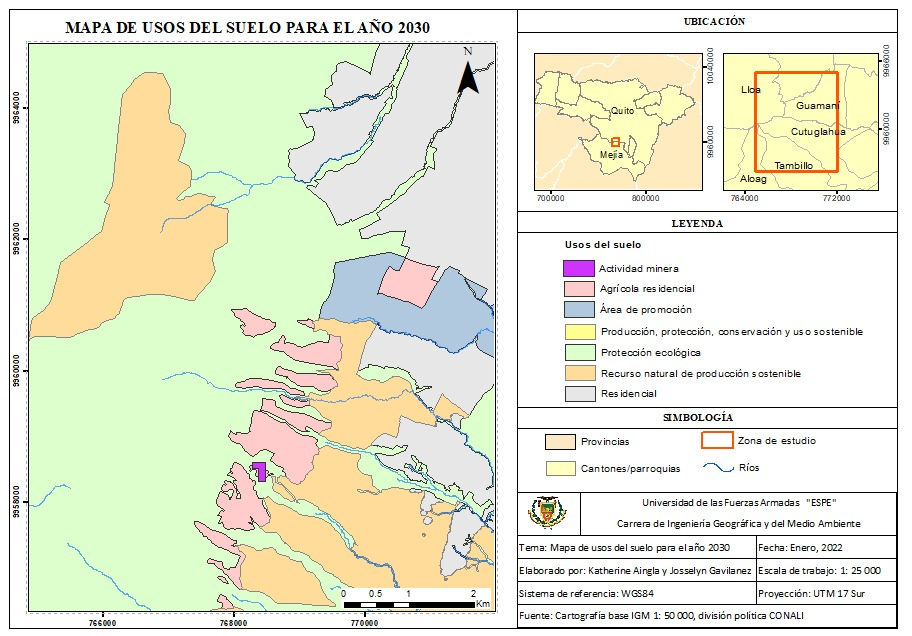 MAPA DE USOS DEL SUELO PARA EL AÑO 2030
N
9964000
9962000
9960000
9958000
766000
768000
770000
0 0.5 1 2
Km
UBICACIÓN
Quito
Mejía
700000
800000
10040000
9960000
Lloa
Guamaní
Cutuglahua
Tambillo
Aloag
764000
772000
9966000
9960000
LEYENDA
Usos del suelo
Actividad minera
Agrícola residencial
Área de promoción
Producción, protección, conservación y uso sostenible
Protección ecológica
Recurso natural de producción sostenible
Residencial
SIMBOLOGÍA
Provincias
Zona de estudio
Cantones/parroquias
Ríos
Universidad de las Fuerzas Armadas "ESPE"
Carrera de Ingeniería Geográfica y del Medio Ambiente
Tema: Mapa de usos del suelo para el año 2030
Fecha: Enero, 2022
Elaborado por: Katherine Aingla y Josselyn Gavilanez
Escala de trabajo: 1: 25 000
Sistema de referencia: WGS84
Proyección: UTM 17 Sur
Fuente: Cartografía base IGM 1: 50 000, división política CONALI